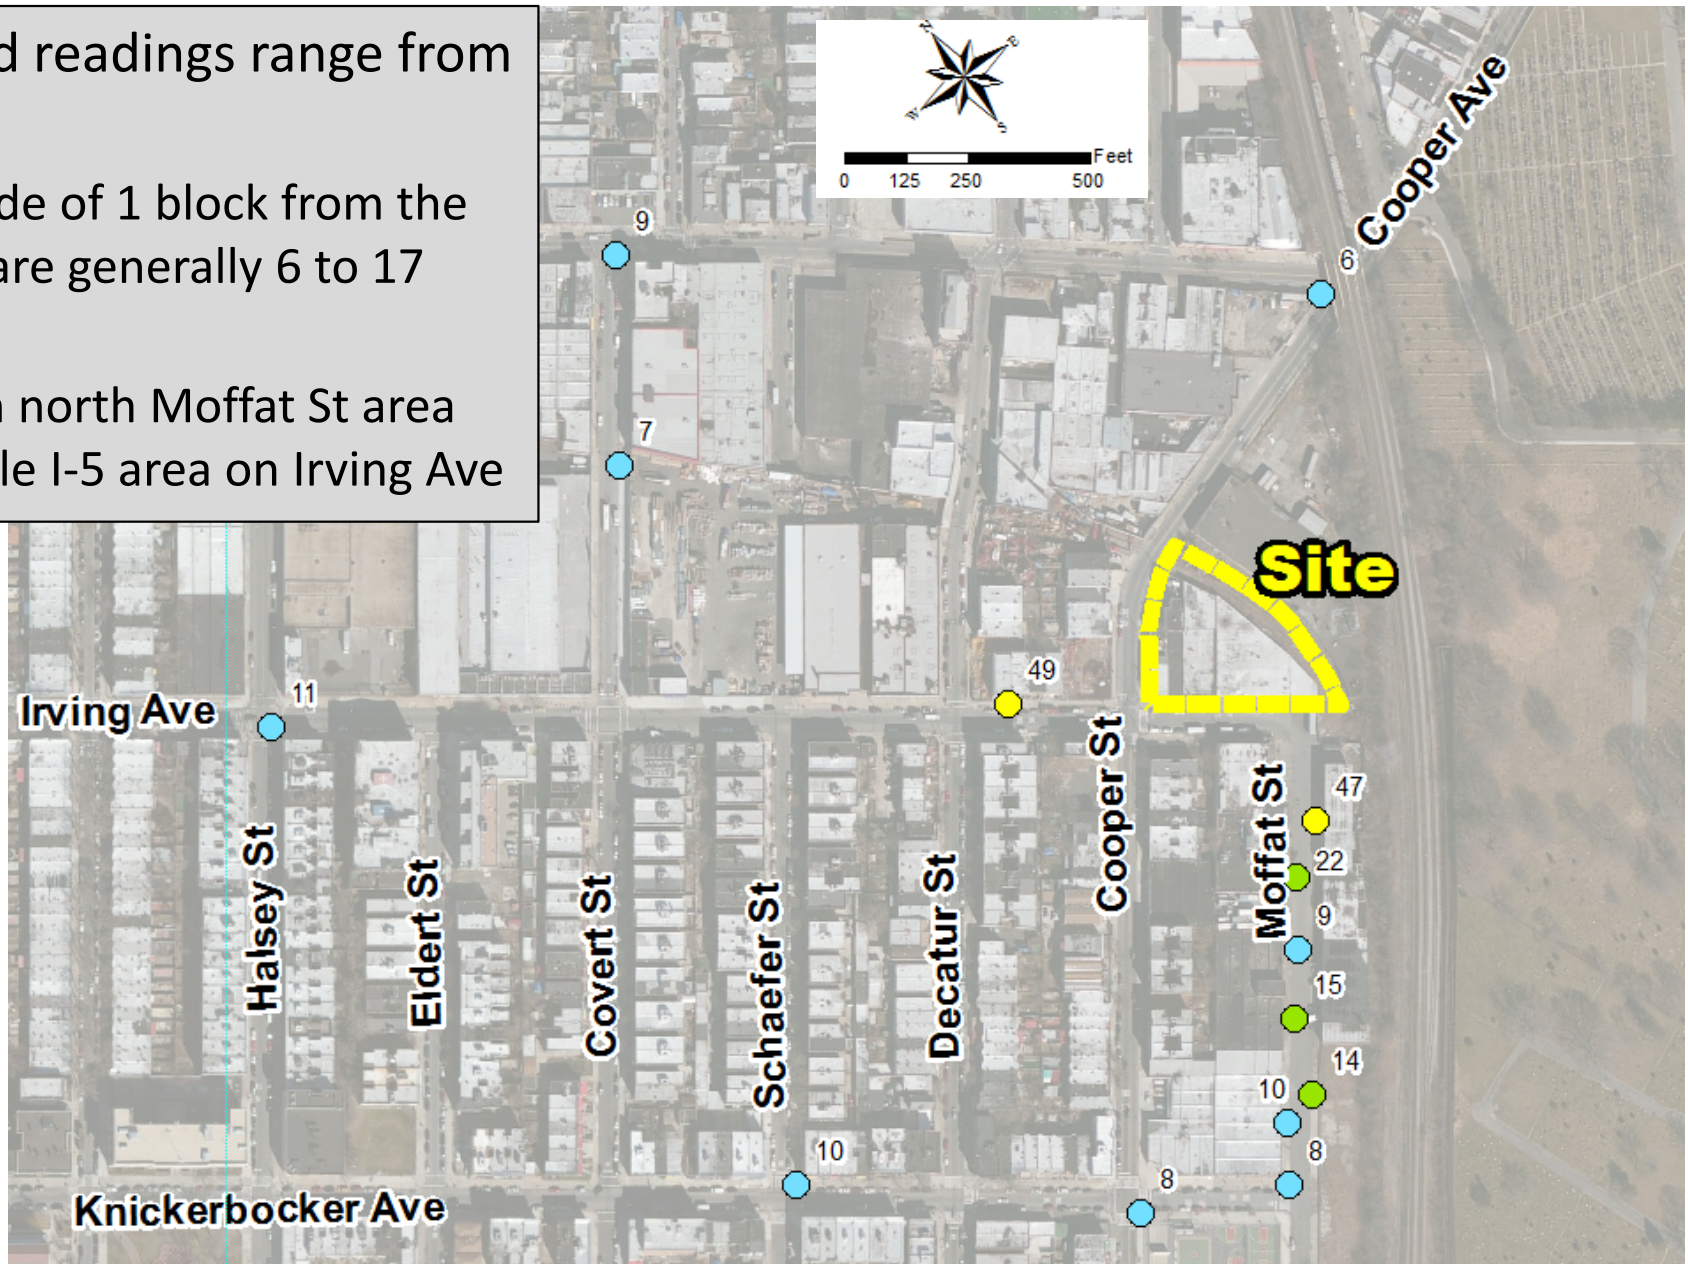 d readings range from
de of 1 block from the
are generally 6 to 17
n north Moffat St area
le I-5 area on Irving Ave
N
E
W
S
Feet
0 125 250 500
Cooper Ave
9
6
7
Site
49
11
Irving Ave
47
22
9
15
14
10
8
Halsey St
Eldert St
Covert St
Schaefer St
Decatur St
Cooper St
Moffat St
10
8
Knickerbocker Ave